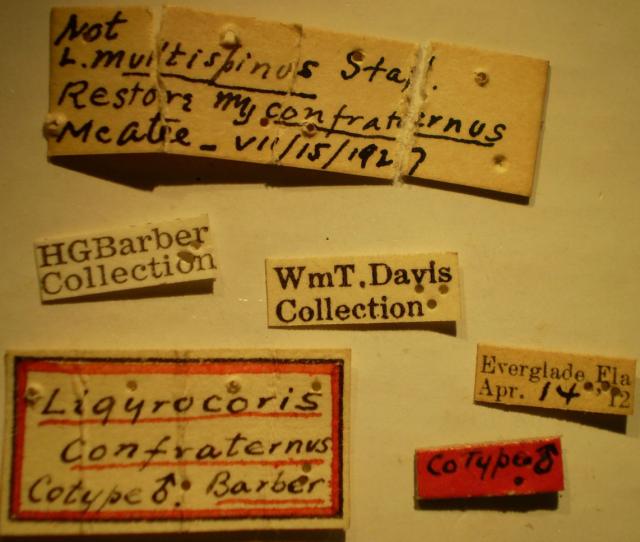 Not
L. multispinus Stal.
Restore my confraternus
McAtee - VII/15/1927
HGBarber
Collection
WmT. Davis
Collection
Everglade, Fla
Apr. 14 '12
Ligyrocoris
Confraternus
Cotype ♂. Barber
CoType ♂